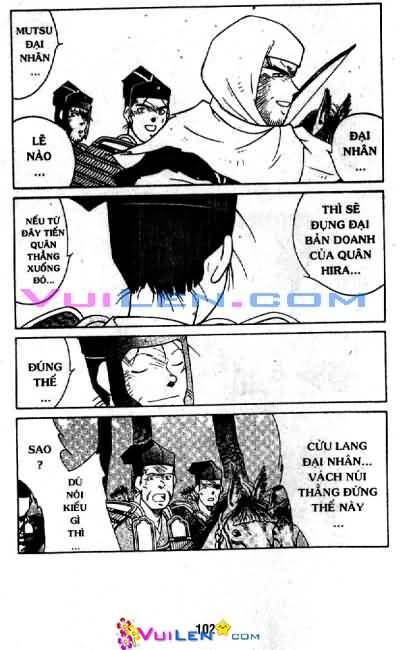 MUTSU
ĐẠI
NHÂN
...
LẼ
NÀO
...
ĐẠI
NHÂN
...
NẾU TỪ
ĐÂY TIẾN
QUÂN
THẲNG
XUỐNG
ĐÓ...
THÌ SẼ
ĐỤNG ĐẠI
BẢN DOANH
CỦA QUÂN
HIRA...
VuiLen.com
ĐÚNG
THẾ
...
SAO
?
DÙ
NÓI
KIỂU
GÌ
THÌ
...
CỬU LANG
ĐẠI NHÂN...
VÁCH NÚI
THẲNG ĐỨNG
THẾ NÀY
...
102
VuiLen.com